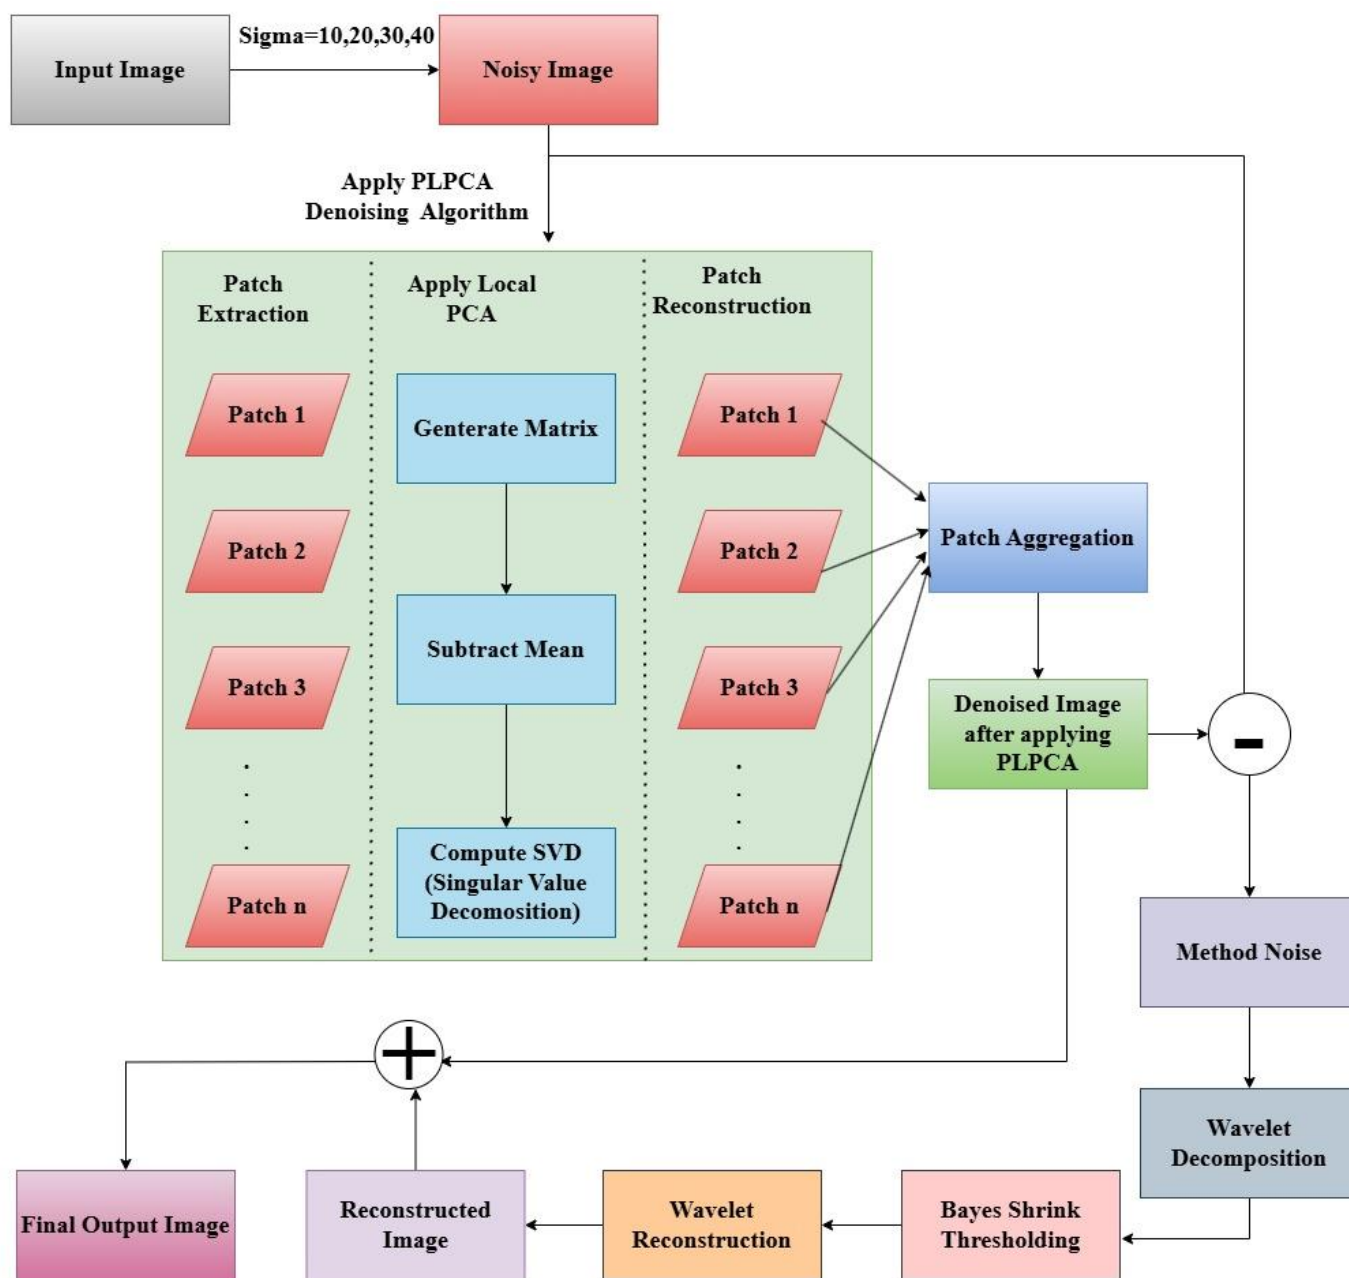 Sigma=10,20,30,40
Input Image
Noisy Image
Apply PLPCA
Denoising Algorithm
Patch
Extraction
Apply Local
PCA
Patch
Reconstruction
Patch 1
Patch 2
Patch 3
Patch n
Genterate Matrix
Subtract Mean
Compute SVD
(Singular Value
Decomosition)
Patch 1
Patch 2
Patch 3
Patch n
Patch Aggregation
Denoised Image
after applying
PLPCA
-
Method Noise
Wavelet
Decomposition
Bayes Shrink
Thresholding
Wavelet
Reconstruction
Reconstructed
Image
+
Final Output Image